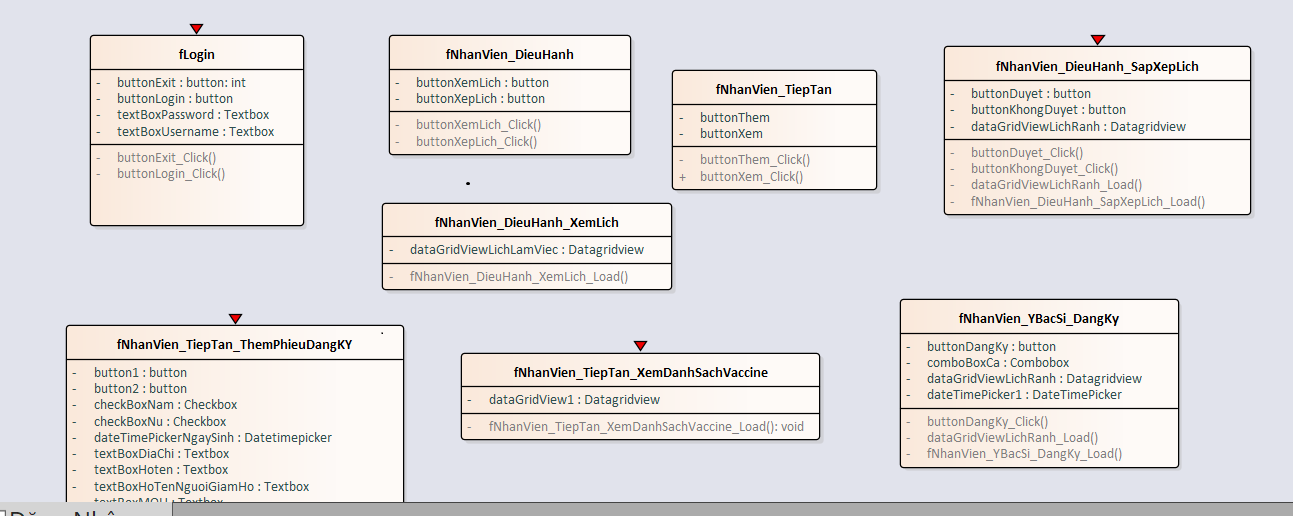 fLogin
- buttonExit : button: int
- buttonLogin : button
- textBoxPassword : Textbox
- textBoxUsername : Textbox
- buttonExit_Click()
- buttonLogin_Click()
fNhanVien_DieuHanh
- buttonXemLich : button
- buttonXepLich : button
- buttonXemLich_Click()
- buttonXepLich_Click()
fNhanVien_TiepTan
- buttonThem
- buttonXem
- buttonThem_Click()
+ buttonXem_Click()
fNhanVien_DieuHanh_SapXepLich
- buttonDuyet : button
- buttonKhongDuyet : button
- dataGridViewLichRanh : Datagridview
- buttonDuyet_Click()
- buttonKhongDuyet_Click()
- dataGridViewLichRanh_Load()
- fNhanVien_DieuHanh_SapXepLich_Load()
fNhanVien_DieuHanh_XemLich
- dataGridViewLichLamViec : Datagridview
- fNhanVien_DieuHanh_XemLich_Load()
fNhanVien_TiepTan_ThemPhieuDangKY
- button1 : button
- button2 : button
- checkBoxNam : Checkbox
- checkBoxNu : Checkbox
- dateTimePickerNgaySinh : Datetimepicker
- textBoxDiaChi : Textbox
- textBoxHoten : Textbox
- textBoxHoTenNguoiGiamHo : Textbox
fNhanVien_TiepTan_XemDanhSachVaccine
- dataGridView1 : Datagridview
- fNhanVien_TiepTan_XemDanhSachVaccine_Load(): void
fNhanVien_YBacSi_DangKy
- buttonDangKy : button
- comboBoxCa : Combobox
- dataGridViewLichRanh : Datagridview
- dateTimePicker1 : DateTimePicker
- buttonDangKy_Click()
- dataGridViewLichRanh_Load()
- fNhanVien_YBacSi_DangKy_Load()